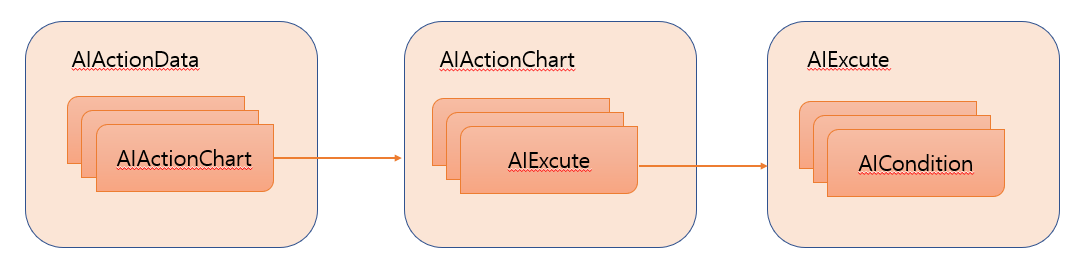 AIActionData
AIActionChart
AIActionChart
AIExcute
AIExcute
AICondition